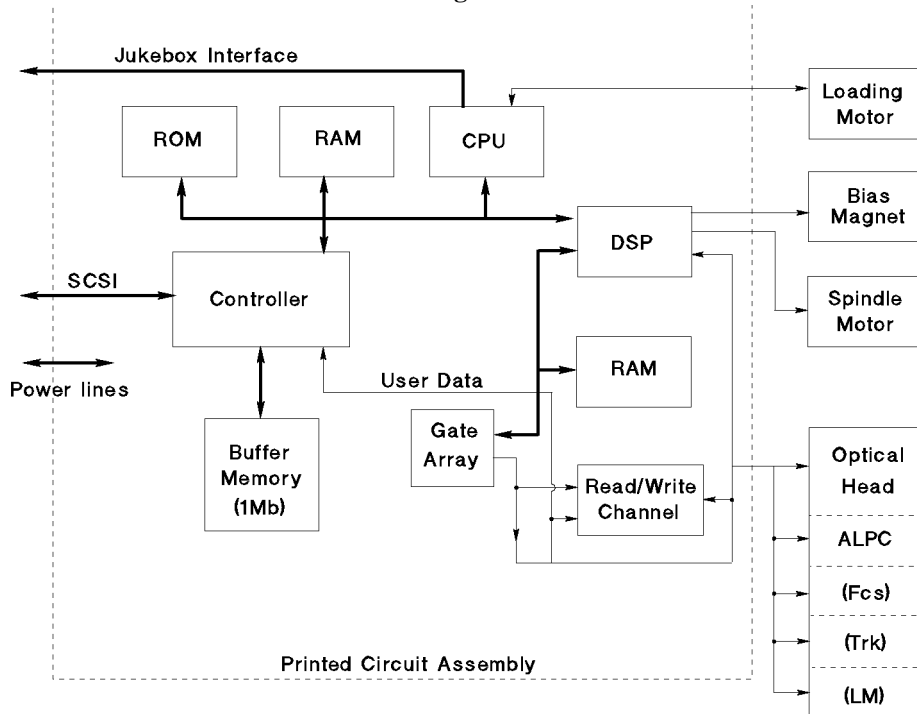 Jukebox Interface
ROM
RAM
CPU
Loading
Motor
Bias
Magnet
DSP
SCSI
Controller
Spindle
Motor
Power lines
User Data
RAM
Buffer
Memory
(1Mb)
Gate
Array
Read/Write
Channel
Optical
Head
ALPC
(Fcs)
(Trk)
(LM)
Printed Circuit Assembly